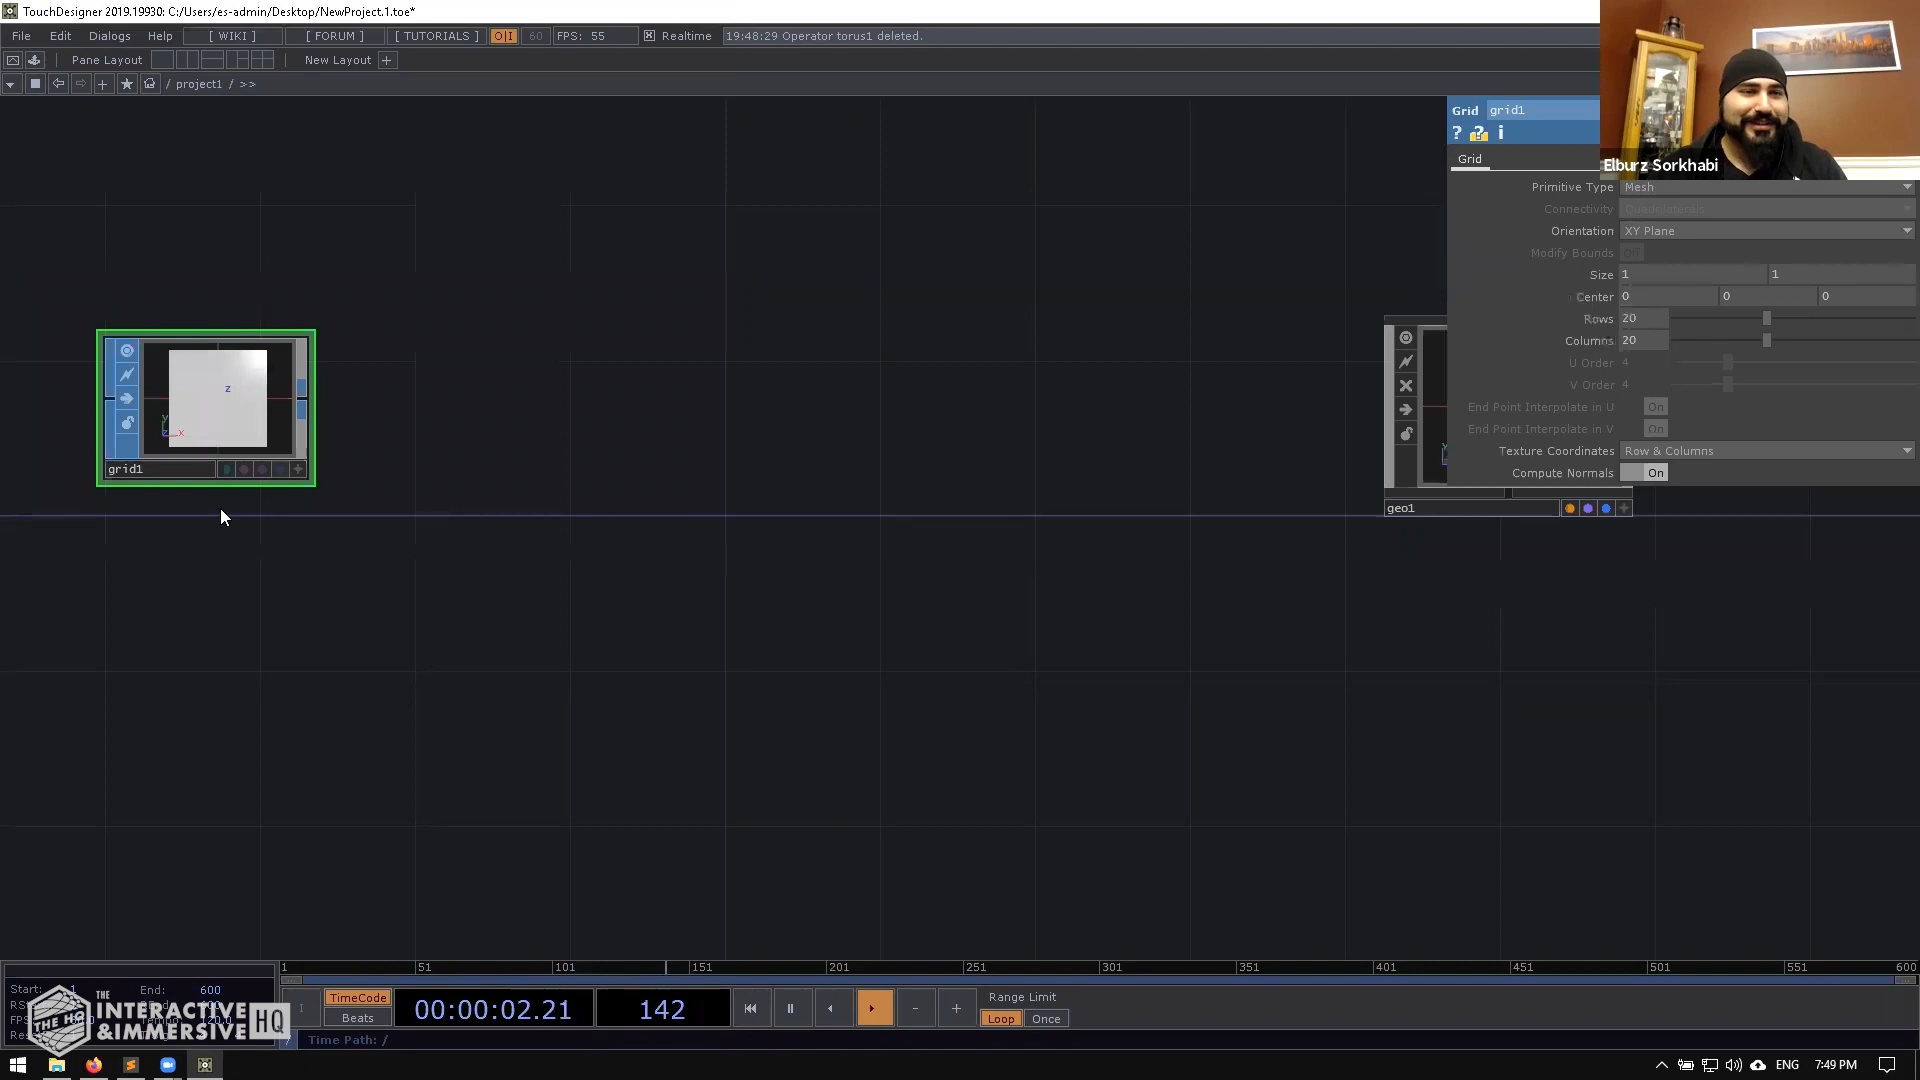 TouchDesigner 2019.19930: C:/Users/es-admin/Desktop/NewProject.1.toe*
File Edit Dialogs Help [ WIKI ] [ FORUM ] [ TUTORIALS ] O|I 60 FPS: 55 Realtime 19:48:29 Operator torus1 deleted.
Pane Layout New Layout +
/ project1 / >>
Grid grid1
? ? i
Grid
Elburz Sorkhabi
Primitive Type Mesh
Connectivity Quadrilaterals
Orientation XY Plane
Modify Bounds Off
Size 1 1
Center 0 0 0
Rows 20
Columns 20
U Order 4
V Order 4
End Point Interpolate in U On
End Point Interpolate in V On
Texture Coordinates Row & Columns
Compute Normals On
z
y
x
grid1
geo1
1 51 101 151 201 251 301 351 401 451 501 551 600
Start: 1 End: 600
THE INTERACTIVE & IMMERSIVE HQ
THE HQ
TimeCode
Beats
00:00:02.21
142
Range Limit
Loop Once
/ Time Path: /
ENG 7:49 PM